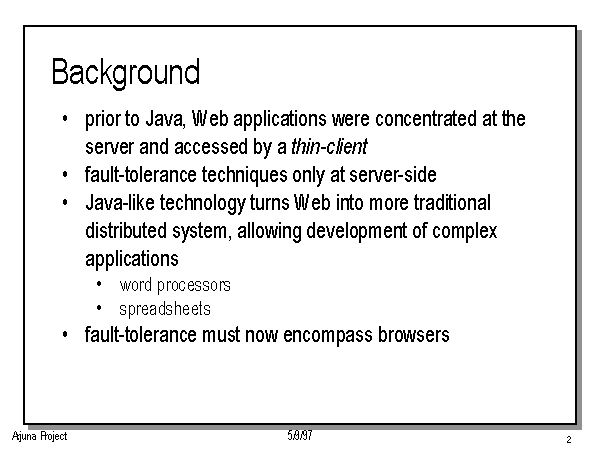 Background
• prior to Java, Web applications were concentrated at the
server and accessed by a thin-client
• fault-tolerance techniques only at server-side
• Java-like technology turns Web into more traditional
distributed system, allowing development of complex
applications
• word processors
• spreadsheets
• fault-tolerance must now encompass browsers
Arjuna Project
5/9/97
2